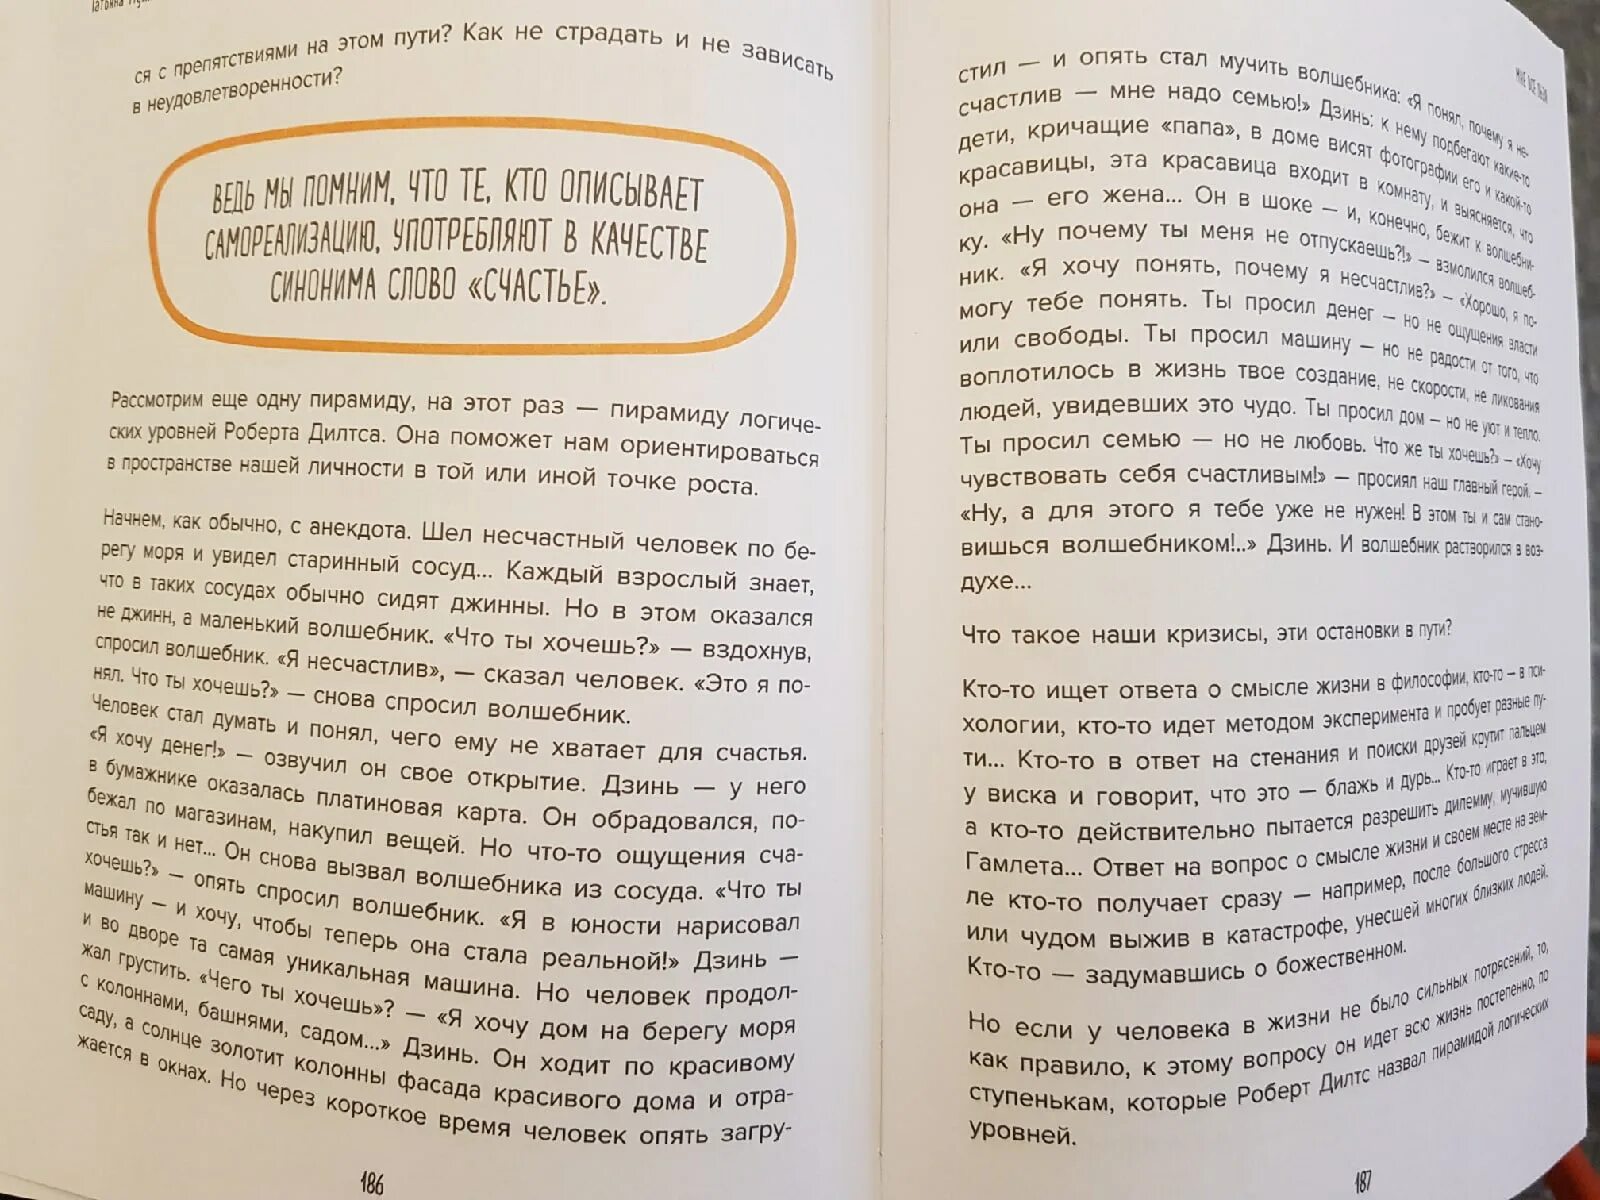 Татьяна
ся с препятствиями на этом пути? Как не страдать и не зависать
в неудовлетворенности?
ВЕДЬ МЫ ПОМНИМ, ЧТО ТЕ, КТО ОПИСЫВАЕТ
САМОРЕАЛИЗАЦИЮ, УПОТРЕБЛЯЮТ В КАЧЕСТВЕ
СИНОНИМА СЛОВО «СЧАСТЬЕ».
Рассмотрим еще одну пирамиду, на этот раз — пирамиду логиче-
ских уровней Роберта Дилтса. Она поможет нам ориентироваться
в пространстве нашей личности в той или иной точке роста.
Начнем, как обычно, с анекдота. Шел несчастный человек по бе-
регу моря и увидел старинный сосуд... Каждый взрослый знает,
что в таких сосудах обычно сидят джинны. Но в этом оказался
не джинн, а маленький волшебник. «Что ты хочешь?» — вздохнув,
спросил волшебник. «Я несчастлив», — сказал человек. «Это я по-
нял. Что ты хочешь?» — снова спросил волшебник.
Человек стал думать и понял, чего ему не хватает для счастья.
«Я хочу денег!» — озвучил он свое открытие. Дзинь — у него
в бумажнике оказалась платиновая карта. Он обрадовался, по-
бежал по магазинам, накупил вещей. Но что-то ощущения сча-
стья так и нет... Он снова вызвал волшебника из сосуда. «Что ты
хочешь?» — опять спросил волшебник. «Я в юности нарисовал
машину — и хочу, чтобы теперь она стала реальной!» Дзинь —
и во дворе та самая уникальная машина. Но человек продол-
жал грустить. «Чего ты хочешь»? — «Я хочу дом на берегу моря
с колоннами, башнями, садом...» Дзинь. Он ходит по красивому
саду, а солнце золотит колонны фасада красивого дома и отра-
жается в окнах. Но через короткое время человек опять загру-
186
стил — и опять стал мучить волшебника: «Я понял, почему я не-
счастлив — мне надо семью!» Дзинь: к нему подбегают какие-то
дети, кричащие «папа», в доме висят фотографии его и какой-то
красавицы, эта красавица входит в комнату, и выясняется, что
она — его жена... Он в шоке — и, конечно, бежит к волшебни-
ку. «Ну почему ты меня не отпускаешь?!» — взмолился волшеб-
ник. «Я хочу понять, почему я несчастлив?» — «Хорошо, я по-
могу тебе понять. Ты просил денег — но не ощущения власти
или свободы. Ты просил машину — но не радости от того, что
воплотилось в жизнь твое создание, не скорости, не ликования
людей, увидевших это чудо. Ты просил дом — но не уют и тепло.
Ты просил семью — но не любовь. Что же ты хочешь?» — «Хочу
чувствовать себя счастливым!» — просиял наш главный герой. —
«Ну, а для этого я тебе уже не нужен! В этом ты и сам стано-
вишься волшебником!..» Дзинь. И волшебник растворился в воз-
духе...
Что такое наши кризисы, эти остановки в пути?
Кто-то ищет ответа о смысле жизни в философии, кто-то — в пси-
хологии, кто-то идет методом эксперимента и пробует разные пу-
ти... Кто-то в ответ на стенания и поиски друзей крутит пальцем
у виска и говорит, что это — блажь и дурь... Кто-то играет в это,
а кто-то действительно пытается разрешить дилемму, мучившую
Гамлета... Ответ на вопрос о смысле жизни и своем месте на зем-
ле кто-то получает сразу — например, после большого стресса
или чудом выжив в катастрофе, унесшей многих близких людей.
Кто-то — задумавшись о божественном.
Но если у человека в жизни не было сильных потрясений, то,
как правило, к этому вопросу он идет всю жизнь постепенно, по
ступенькам, которые Роберт Дилтс назвал пирамидой логических
уровней.
187